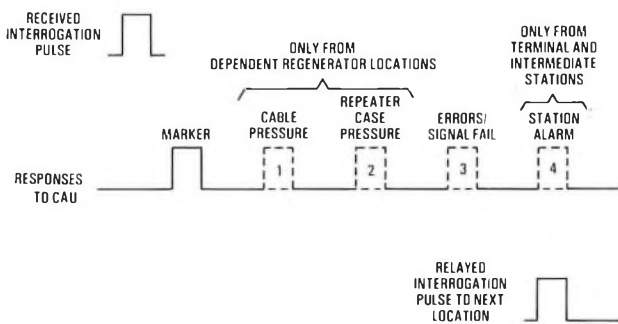 RECEIVED
INTERROGATION
PULSE
ONLY FROM
DEPENDENT REGENERATOR LOCATIONS
ONLY FROM
TERMINAL AND
INTERMEDIATE
STATIONS
MARKER
CABLE
PRESSURE
REPEATER
CASE
PRESSURE
ERRORS/
SIGNAL FAIL
STATION
ALARM
RESPONSES
TO CAU
1
2
3
4
RELAYED
INTERROGATION
PULSE TO NEXT
LOCATION